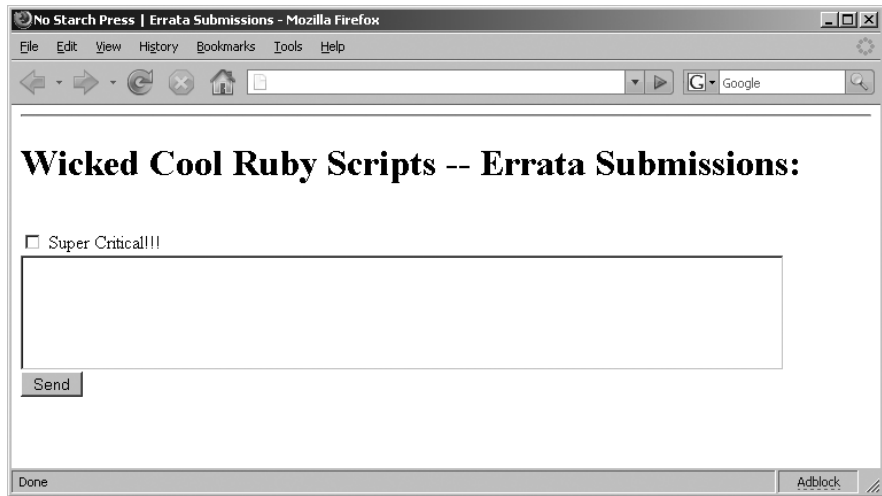 No Starch Press | Errata Submissions - Mozilla Firefox
File Edit View History Bookmarks Tools Help
G Google
Wicked Cool Ruby Scripts -- Errata Submissions:
Super Critical!!!
Send
Done Adblock